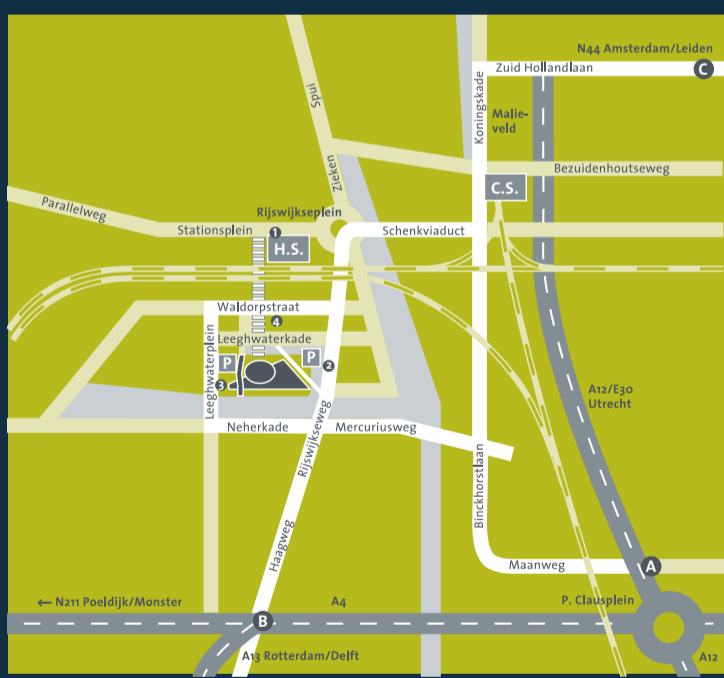 N44 Amsterdam/Leiden
Zuid Hollandlaan
C
Spui
Koningskade
Malie-
veld
Zieken
Bezuidenhoutseweg
C.S.
Parallelweg
Rijswijkseplein
Stationsplein
1
Schenkviaduct
H.S.
Waldorpstraat
4
Leeghwaterplein
Leeghwaterkade
P
P
2
3
A12/E30
Utrecht
Neherkade
Rijswijkseweg
Mercuriusweg
Binckhorstlaan
Haagweg
Maanweg
A
← N211 Poeldijk/Monster
A4
P. Clausplein
B
A13 Rotterdam/Delft
A12